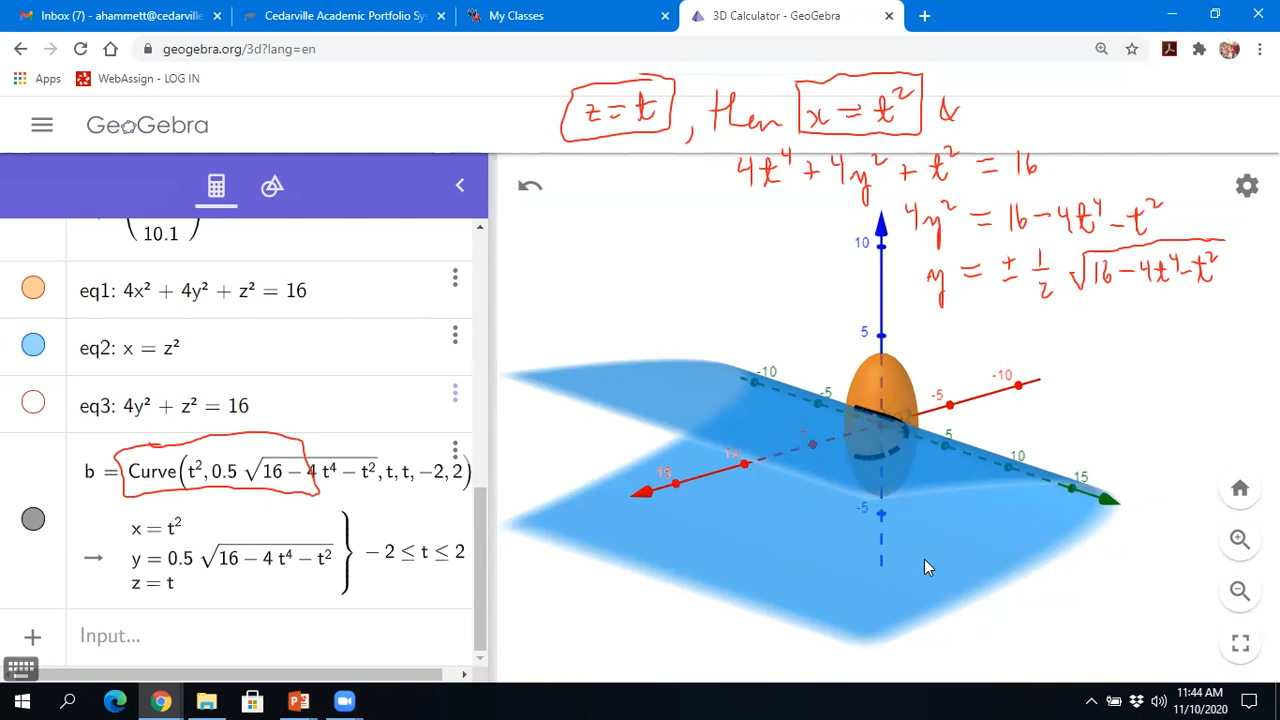 Inbox (7) - ahammett@cedarville
Cedarville Academic Portfolio Sy
My Classes
3D Calculator - GeoGebra
geogebra.org/3d?lang=en
Apps
WebAssign - LOG IN
z = t, then x = t² &
GeoGebra
4t⁴ + 4y² + t² = 16
4y² = 16 - 4t⁴ - t²
y = ± 1/2 √(16 - 4t⁴ - t²)
10.1
eq1: 4x² + 4y² + z² = 16
eq2: x = z²
eq3: 4y² + z² = 16
b = Curve(t², 0.5 √(16 − 4 t⁴ − t²), t, t, −2, 2)
x = t²
→ y = 0.5 √(16 − 4 t⁴ − t²) } − 2 ≤ t ≤ 2
z = t
Input...
10
5
-5
-10
-5
5
10
15
-10
-5
5
10
15
11:44 AM
11/10/2020